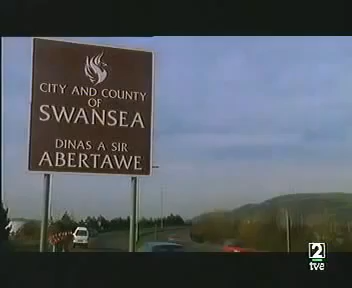 CITY AND COUNTY
OF
SWANSEA
DINAS A SIR
ABERTAWE
2
tve